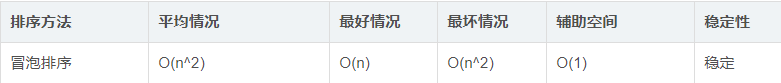 排序方法 平均情况 最好情况 最坏情况 辅助空间 稳定性
冒泡排序 O(n^2) O(n) O(n^2) O(1) 稳定